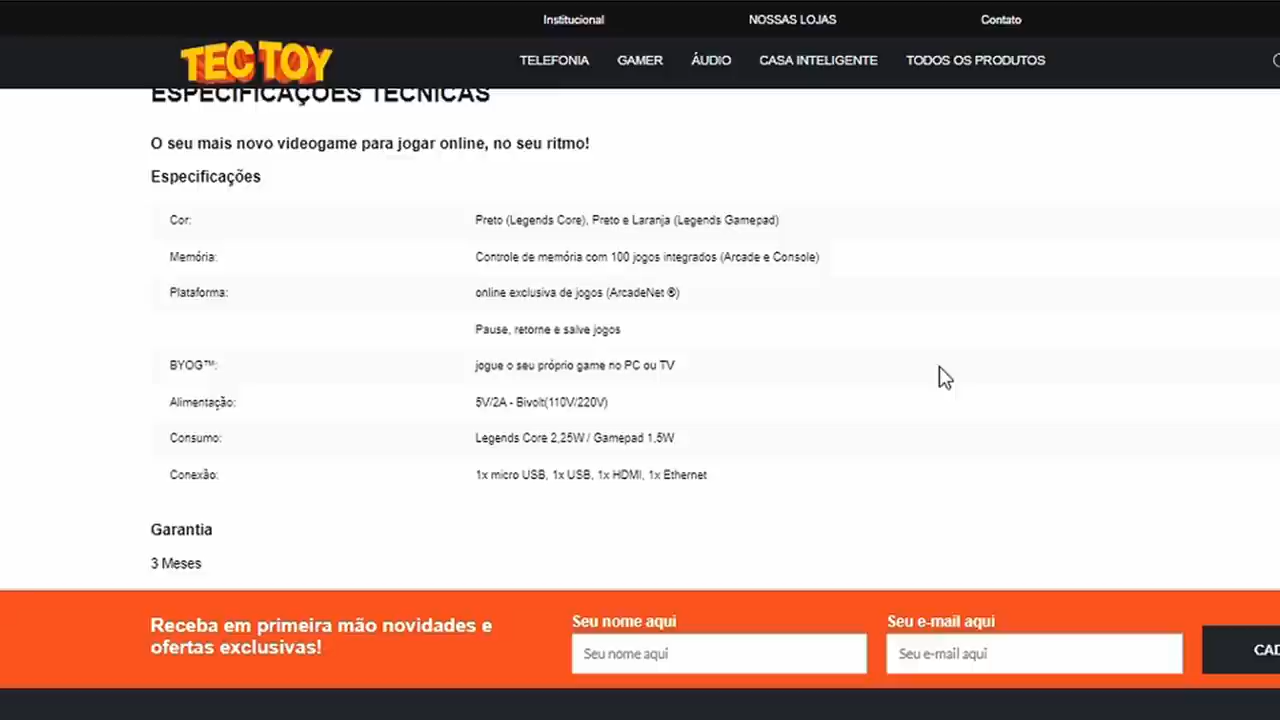 Institucional NOSSAS LOJAS Contato
TEC TOY TELEFONIA GAMER ÁUDIO CASA INTELIGENTE TODOS OS PRODUTOS
ESPECIFICAÇÕES TÉCNICAS
O seu mais novo videogame para jogar online, no seu ritmo!
Especificações
Cor: Preto (Legends Core), Preto e Laranja (Legends Gamepad)
Memória: Controle de memória com 100 jogos integrados (Arcade e Console)
Plataforma: online exclusiva de jogos (ArcadeNet ®)
Pause, retorne e salve jogos
BYOG™: jogue o seu próprio game no PC ou TV
Alimentação: 5V/2A - Bivolt(110V/220V)
Consumo: Legends Core 2,25W / Gamepad 1,5W
Conexão: 1x micro USB, 1x USB, 1x HDMI, 1x Ethernet
Garantia
3 Meses
Receba em primeira mão novidades e
ofertas exclusivas!
Seu nome aqui Seu e-mail aqui
Seu nome aqui Seu e-mail aqui CAD